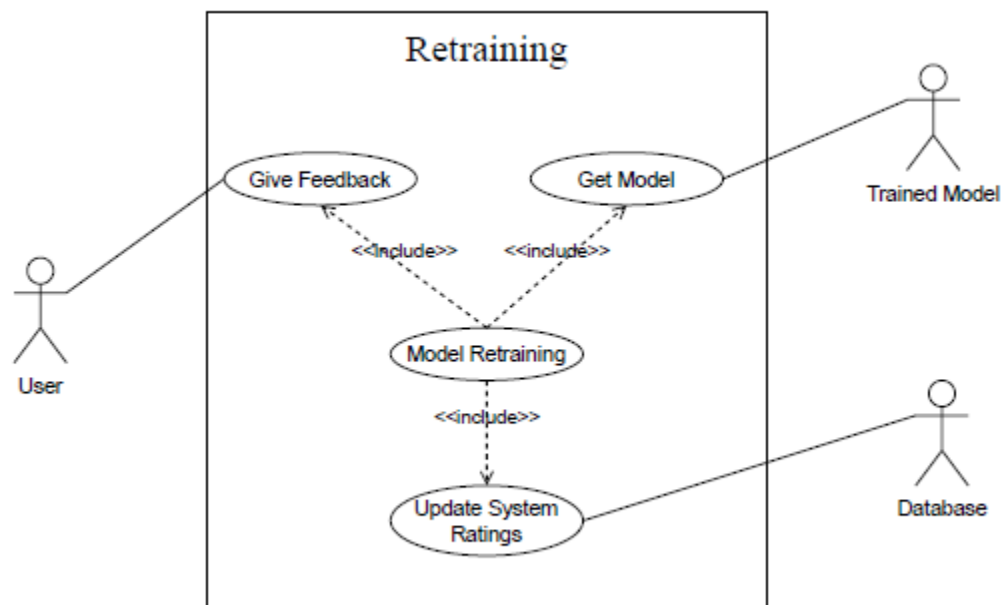 Retraining
Give Feedback
Get Model
Trained Model
<<include>>
<<include>>
User
Model Retraining
<<include>>
Update System
Ratings
Database